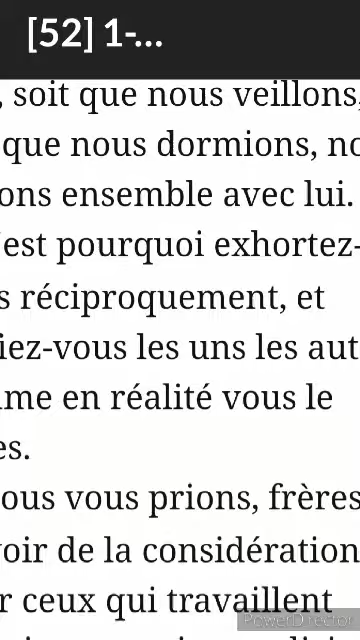 [52] 1-...
, soit que nous veillons,
que nous dormions, no
ons ensemble avec lui.
'est pourquoi exhortez-
s réciproquement, et
iez-vous les uns les aut
me en réalité vous le
es.
ous vous prions, frères
oir de la considération
r ceux qui travaillent
PowerDirector